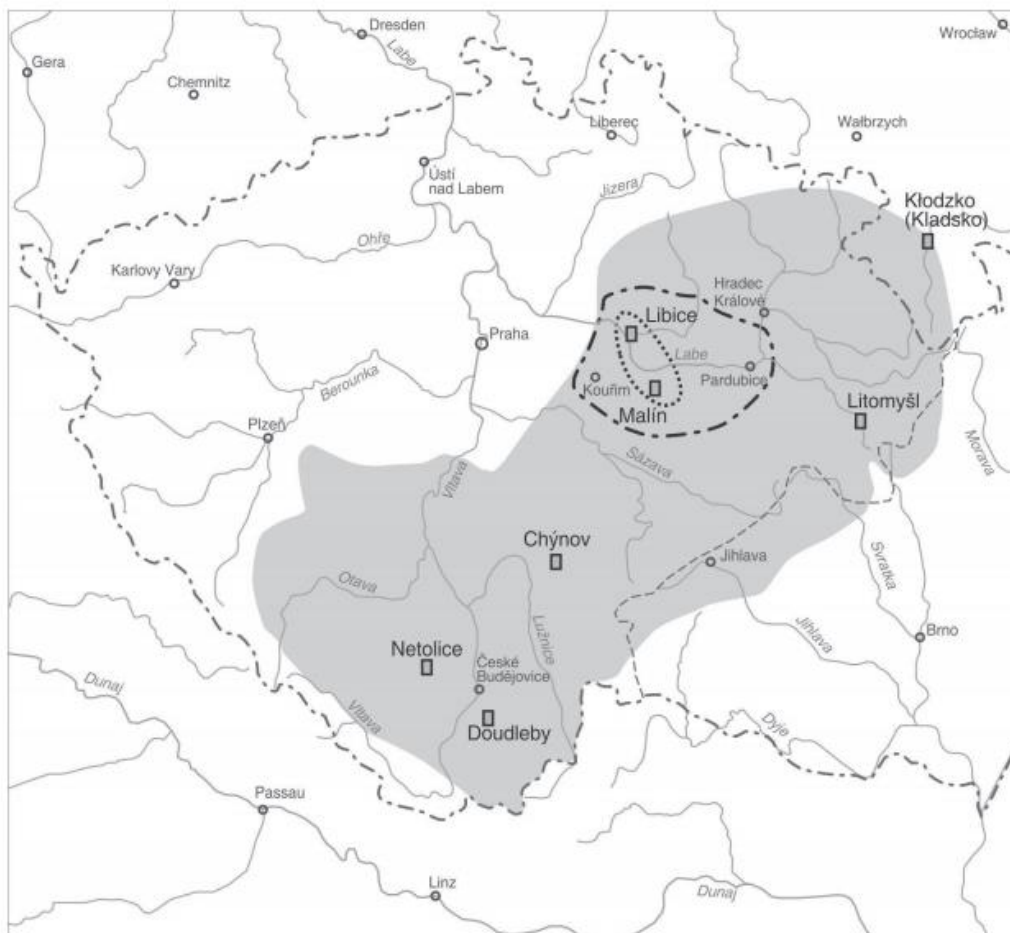 Dresden
Wrocław
Labe
Gera
Chemnitz
Liberec
Wałbrzych
Ústí
nad Labem
Jizera
Kłodzko
(Kladsko)
Ohře
Karlovy Vary
Hradec
Králové
Libice
Praha
Labe
Berounka
Kouřim
Pardubice
Malín
Litomyšl
Plzeň
Morava
Sázava
Vltava
Chýnov
Jihlava
Svratka
Otava
Lužnice
Jihlava
Brno
Netolice
České
Budějovice
Dunaj
Vltava
Doudleby
Dyje
Passau
Linz
Dunaj